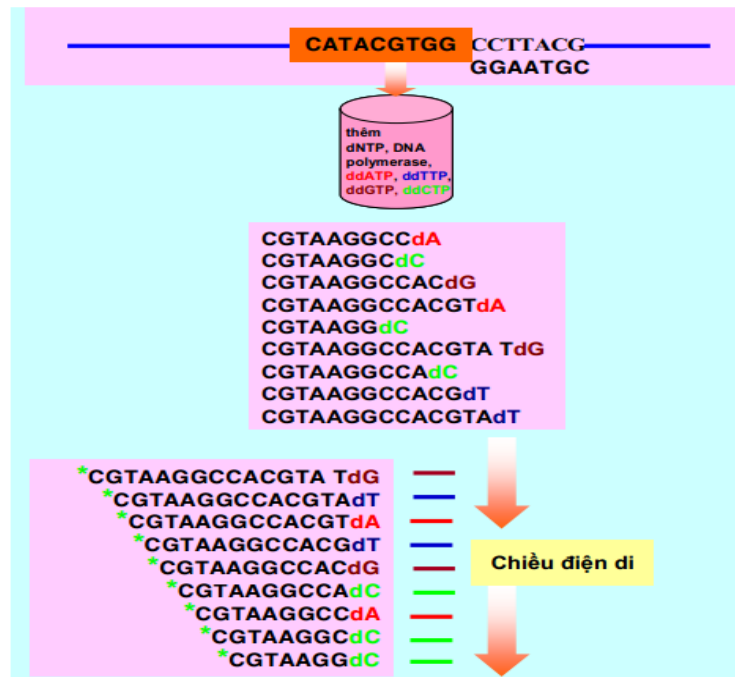 CATACGTGG CCTTACG
GGAATGC
thêm
dNTP, DNA
polymerase,
ddATP, ddTTP,
ddGTP, ddCTP
CGTAAGGCCdA
CGTAAGGCdC
CGTAAGGCCACdG
CGTAAGGCCACGTdA
CGTAAGGdC
CGTAAGGCCACGTA TdG
CGTAAGGCCAdC
CGTAAGGCCACGdT
CGTAAGGCCACGTAdT
*CGTAAGGCCACGTA TdG
*CGTAAGGCCACGTAdT
*CGTAAGGCCACGTdA
*CGTAAGGCCACGdT
*CGTAAGGCCACdG
*CGTAAGGCCAdC
*CGTAAGGCCdA
*CGTAAGGCdC
*CGTAAGGdC
Chiều điện di